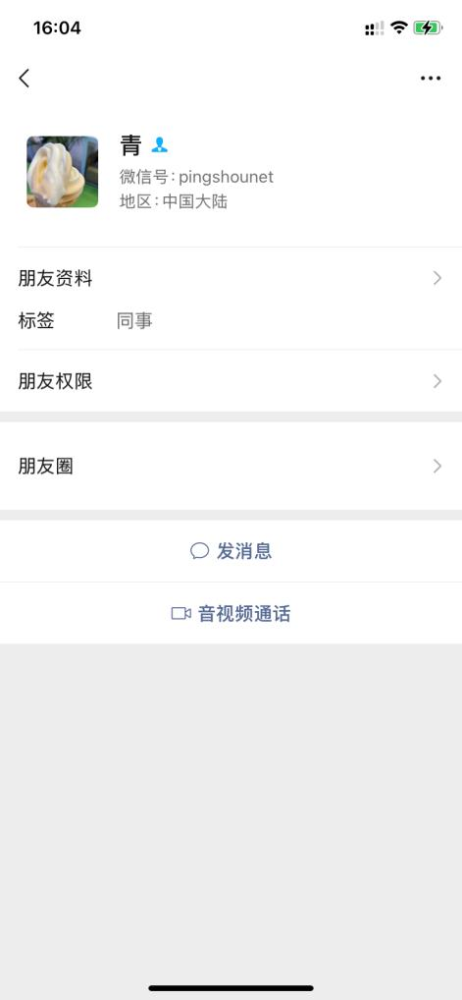 16:04
青
微信号:pingshounet
地区:中国大陆
朋友资料
标签 同事
朋友权限
朋友圈
发消息
音视频通话